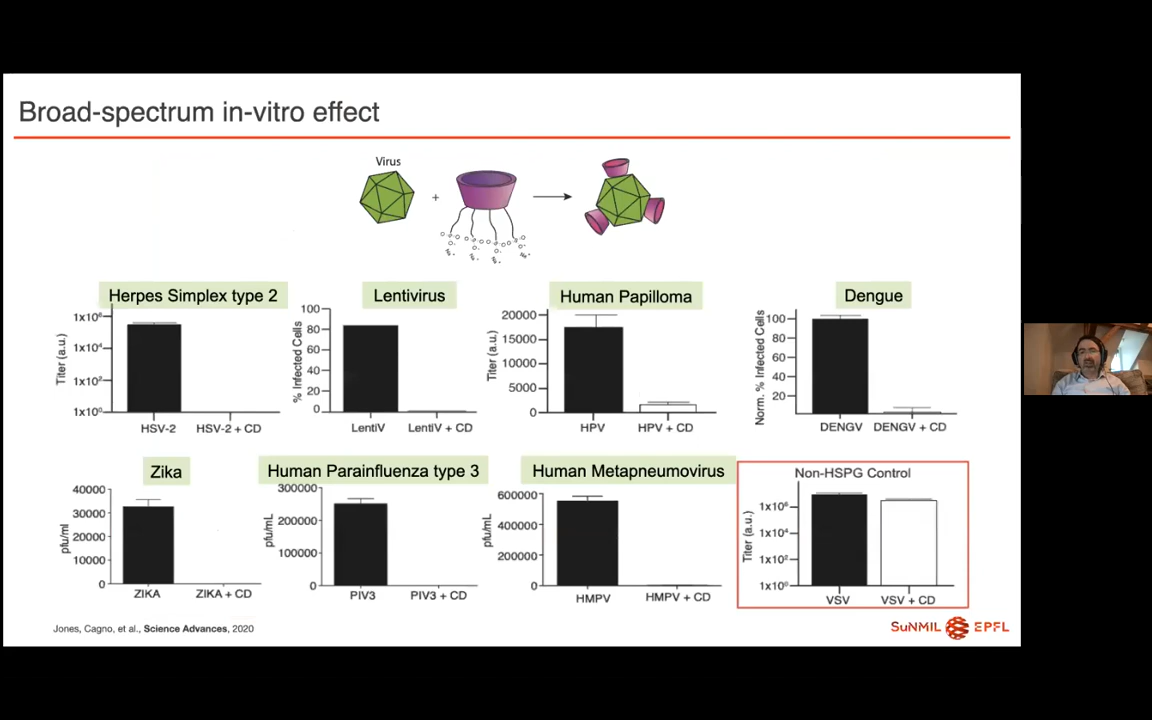 Broad-spectrum in-vitro effect
Virus
+
Herpes Simplex type 2
Titer (a.u.)
1x10⁶
1x10⁴
1x10²
1x10⁰
HSV-2
HSV-2 + CD
Lentivirus
% Infected Cells
100
80
60
40
20
0
LentiV
LentiV + CD
Human Papilloma
Titer (a.u.)
20000
15000
10000
5000
0
HPV
HPV + CD
Dengue
Norm. % Infected Cells
100
80
60
40
20
DENGV
DENGV + CD
Zika
pfu/ml
40000
30000
20000
10000
0
ZIKA
ZIKA + CD
Human Parainfluenza type 3
pfu/mL
300000
200000
100000
0
PIV3
PIV3 + CD
Human Metapneumovirus
pfu/mL
600000
400000
200000
0
HMPV
HMPV + CD
Non-HSPG Control
Titer (a.u.)
1x10⁶
1x10⁴
1x10²
1x10⁰
VSV
VSV + CD
Jones, Cagno, et al., Science Advances, 2020
SuNMIL EPFL